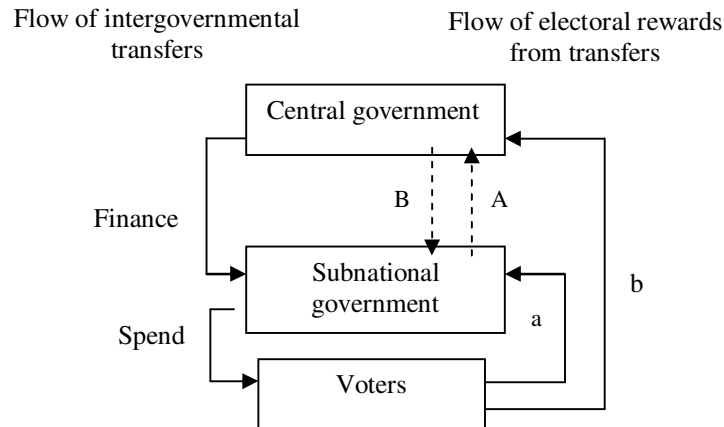 Flow of intergovernmental
transfers
Flow of electoral rewards
from transfers
Central government
B
A
Finance
Subnational
government
b
a
Spend
Voters